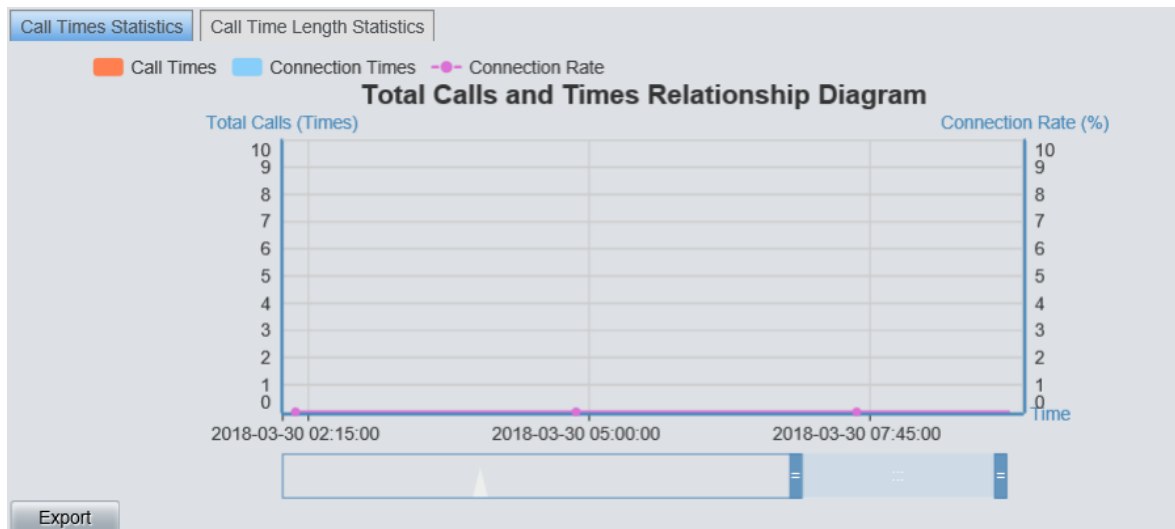 Call Times Statistics Call Time Length Statistics
Call Times Connection Times Connection Rate
Total Calls and Times Relationship Diagram
Total Calls (Times) Connection Rate (%)
10 10
9 9
8 8
7 7
6 6
5 5
4 4
3 3
2 2
1 1
0 0
Time
2018-03-30 02:15:00 2018-03-30 05:00:00 2018-03-30 07:45:00
Export